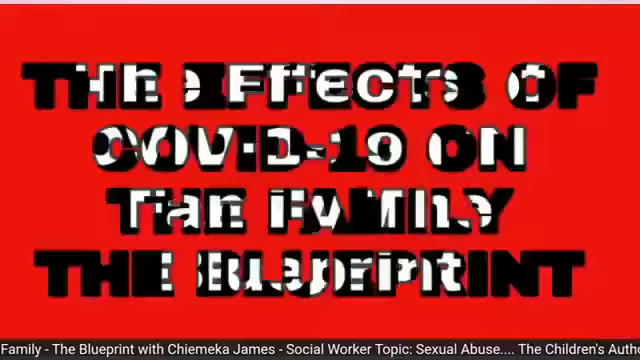 THE EFFECTS OF
COVID-19 ON
THE FAMILY
THE BLUEPRINT
Family - The Blueprint with Chiemeka James - Social Worker Topic: Sexual Abuse.... The Children's